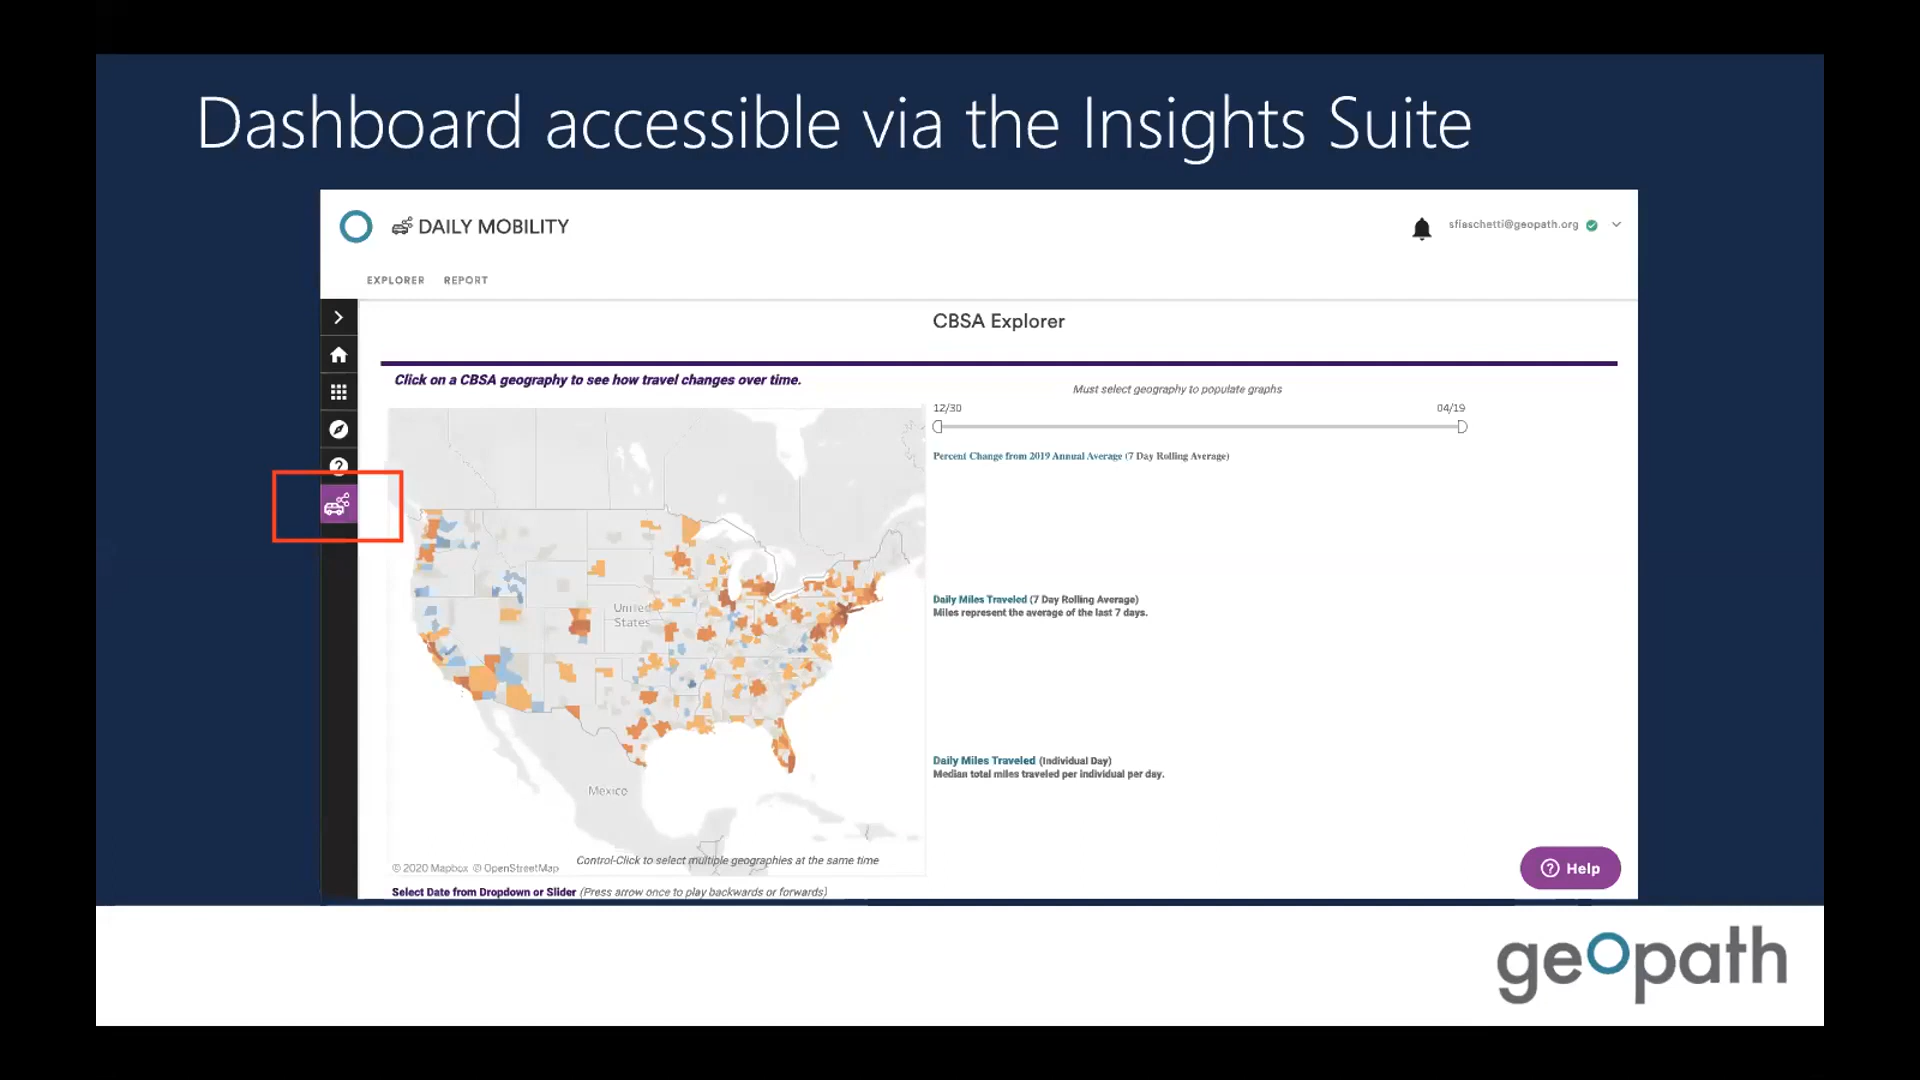 Dashboard accessible via the Insights Suite
DAILY MOBILITY
sfiaschetti@geopath.org
EXPLORER REPORT
CBSA Explorer
Click on a CBSA geography to see how travel changes over time.
Must select geography to populate graphs
12/30 04/19
Percent Change from 2019 Annual Average (7 Day Rolling Average)
United
States
Daily Miles Traveled (7 Day Rolling Average)
Miles represent the average of the last 7 days.
Daily Miles Traveled (Individual Day)
Median total miles traveled per individual per day.
Mexico
Control-Click to select multiple geographies at the same time
© 2020 Mapbox © OpenStreetMap
Help
Select Date from Dropdown or Slider (Press arrow once to play backwards or forwards)
geopath